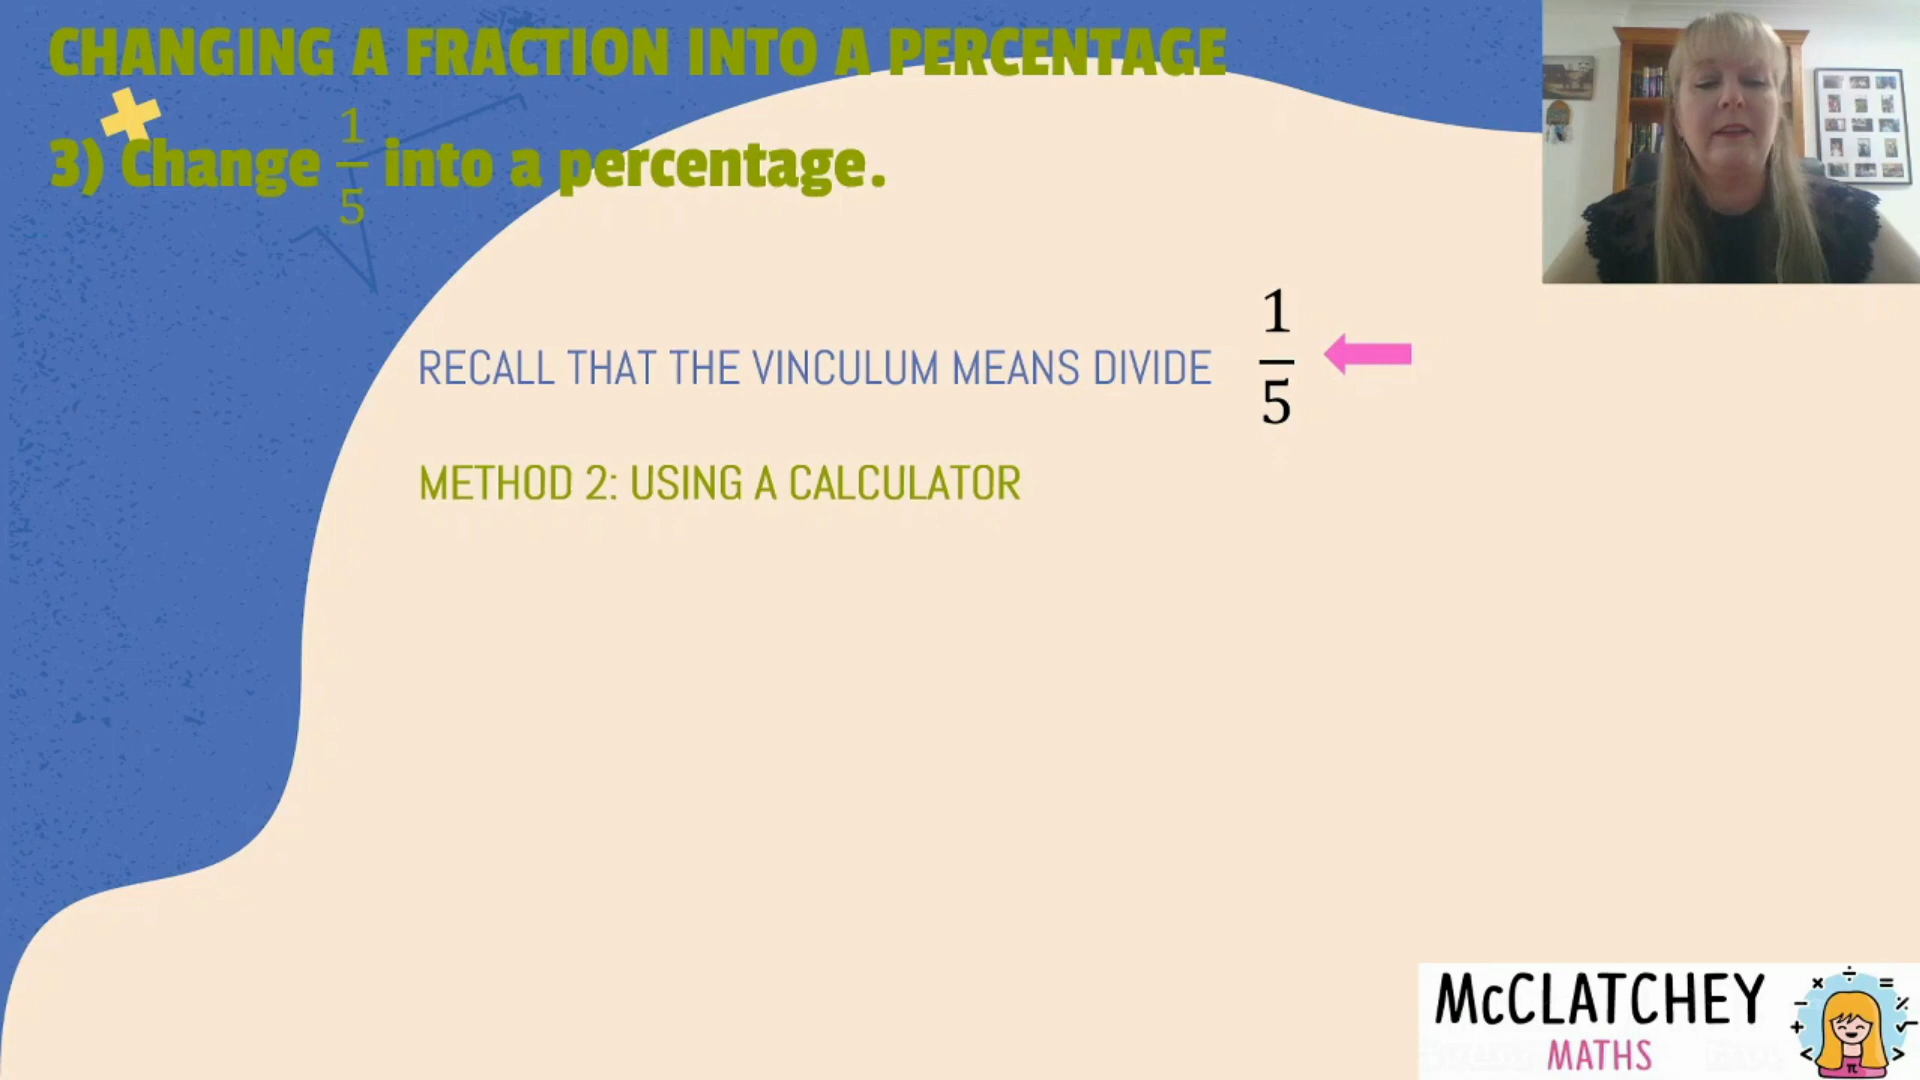 CHANGING A FRACTION INTO A PERCENTAGE
3) Change 1/5 into a percentage.
RECALL THAT THE VINCULUM MEANS DIVIDE 1/5
METHOD 2: USING A CALCULATOR
McCLATCHEY
MATHS